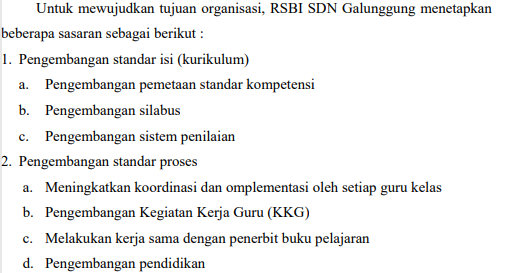 Untuk mewujudkan tujuan organisasi, RSBI SDN Galunggung menetapkan
beberapa sasaran sebagai berikut :
1. Pengembangan standar isi (kurikulum)
a. Pengembangan pemetaan standar kompetensi
b. Pengembangan silabus
c. Pengembangan sistem penilaian
2. Pengembangan standar proses
a. Meningkatkan koordinasi dan omplementasi oleh setiap guru kelas
b. Pengembangan Kegiatan Kerja Guru (KKG)
c. Melakukan kerja sama dengan penerbit buku pelajaran
d. Pengembangan pendidikan